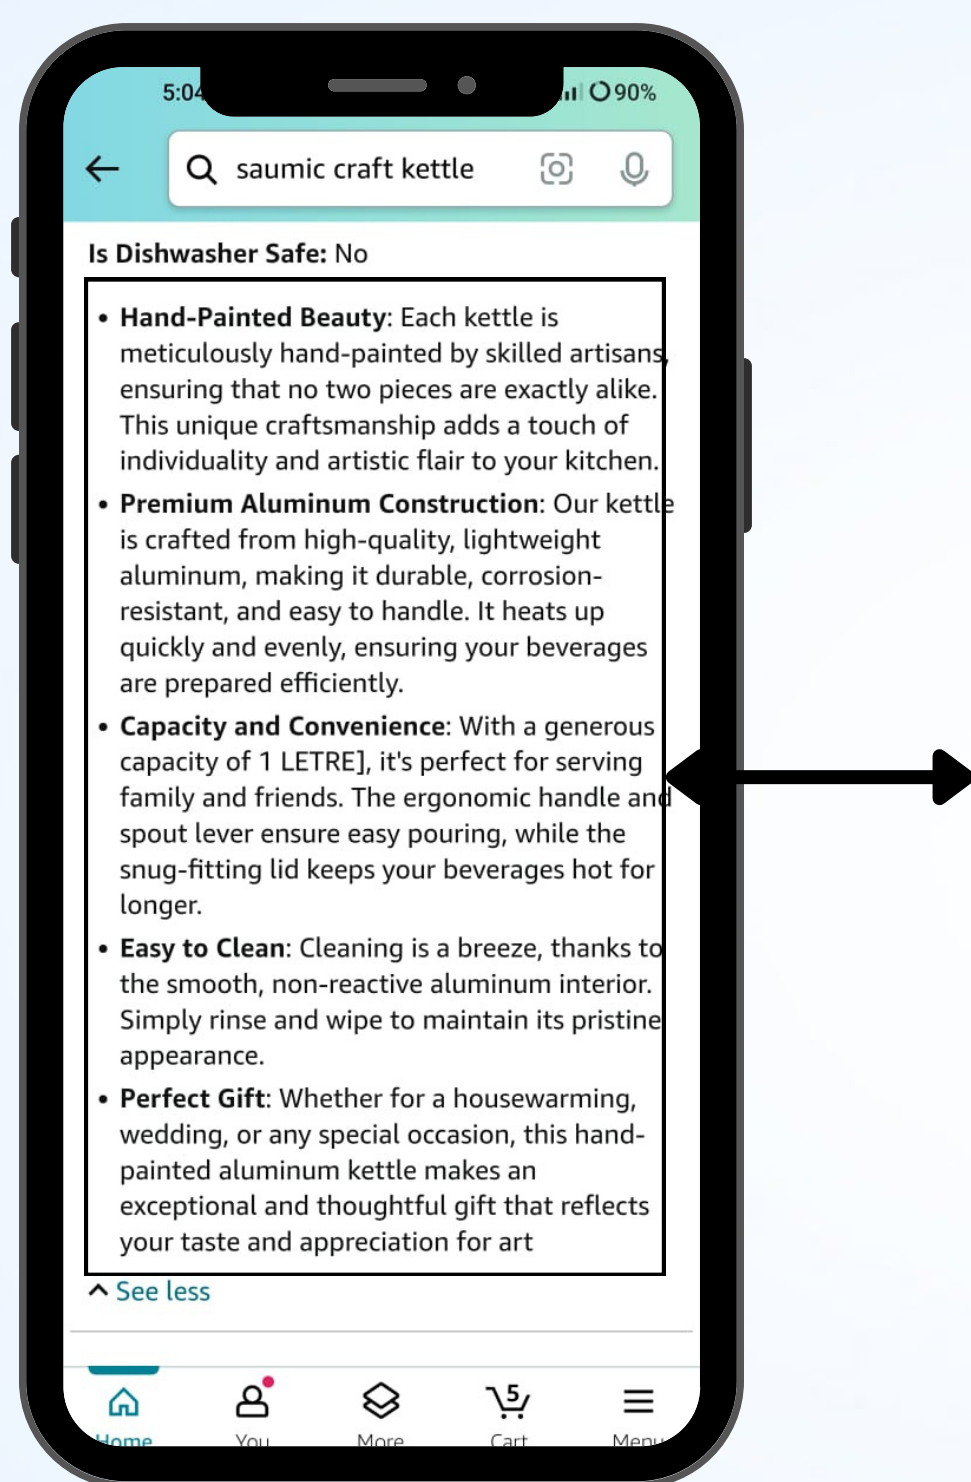 5:04
90%
saumic craft kettle
Is Dishwasher Safe: No
• Hand-Painted Beauty: Each kettle is
meticulously hand-painted by skilled artisans,
ensuring that no two pieces are exactly alike.
This unique craftsmanship adds a touch of
individuality and artistic flair to your kitchen.
• Premium Aluminum Construction: Our kettle
is crafted from high-quality, lightweight
aluminum, making it durable, corrosion-
resistant, and easy to handle. It heats up
quickly and evenly, ensuring your beverages
are prepared efficiently.
• Capacity and Convenience: With a generous
capacity of 1 LETRE], it's perfect for serving
family and friends. The ergonomic handle and
spout lever ensure easy pouring, while the
snug-fitting lid keeps your beverages hot for
longer.
• Easy to Clean: Cleaning is a breeze, thanks to
the smooth, non-reactive aluminum interior.
Simply rinse and wipe to maintain its pristine
appearance.
• Perfect Gift: Whether for a housewarming,
wedding, or any special occasion, this hand-
painted aluminum kettle makes an
exceptional and thoughtful gift that reflects
your taste and appreciation for art
See less
5
Home You More Cart Menu